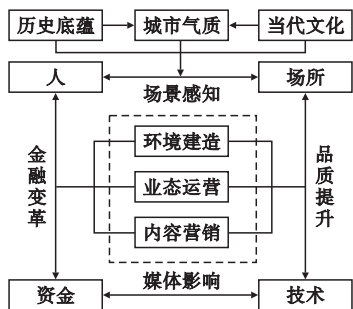 历史底蕴 城市气质 当代文化
人 场所
场景感知
环境建造
金融变革 业态运营 品质提升
内容营销
媒体影响
资金 技术